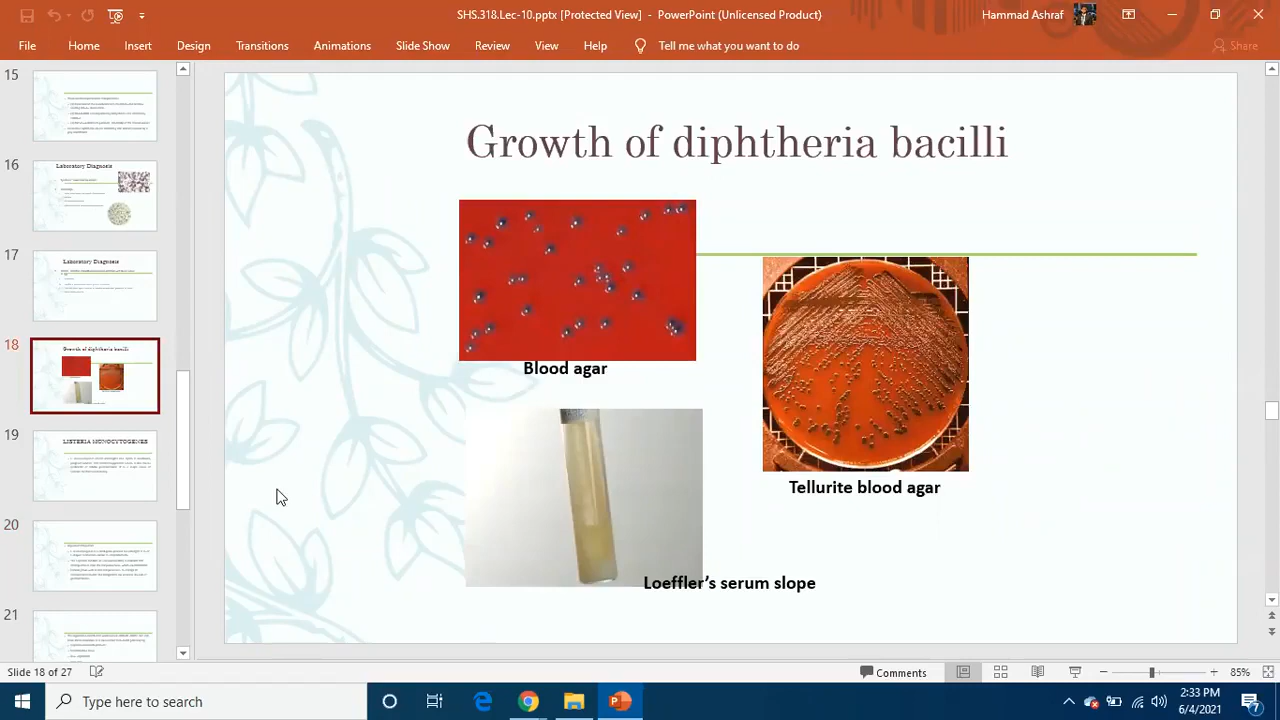 SHS.318.Lec-10.pptx [Protected View] - PowerPoint (Unlicensed Product)
Hammad Ashraf
File Home Insert Design Transitions Animations Slide Show Review View Help Tell me what you want to do Share
15
16
Laboratory Diagnosis
17
Laboratory Diagnosis
18
Growth of diphtheria bacilli
19
LISTERIA MONOCYTOGENES
20
21
Growth of diphtheria bacilli
Blood agar
Tellurite blood agar
Loeffler's serum slope
Slide 18 of 27
Comments
85%
Type here to search
2:33 PM
6/4/2021
7